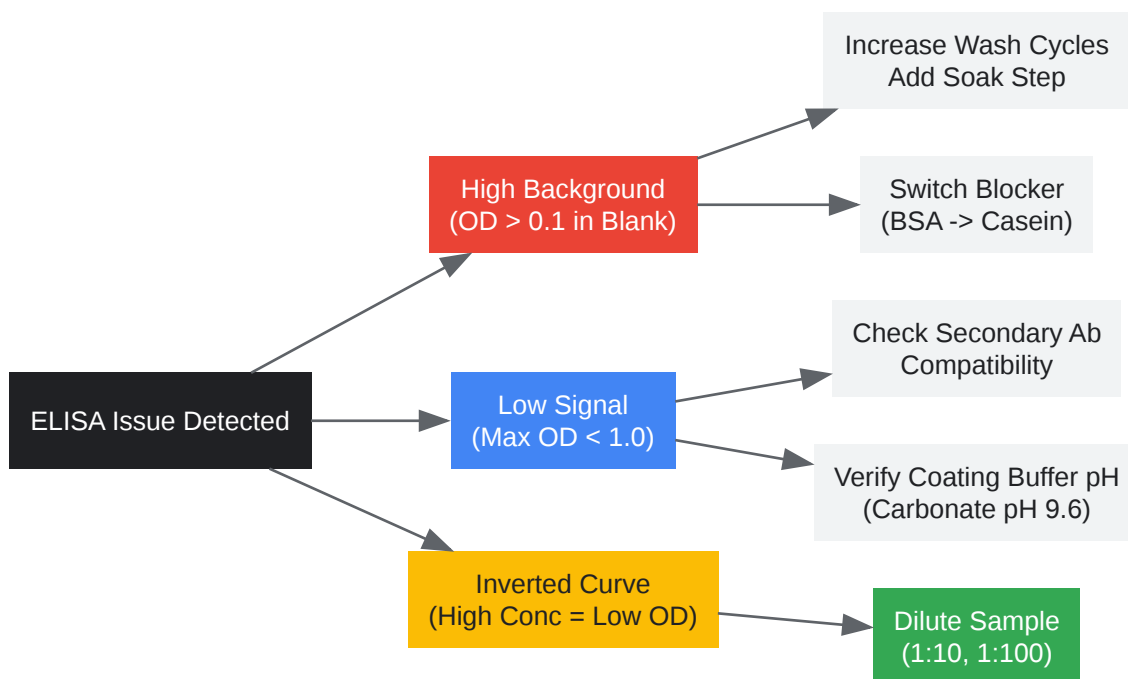 ELISA Issue Detected
High Background
(OD > 0.1 in Blank)
Increase Wash Cycles
Add Soak Step
Switch Blocker
(BSA -> Casein)
Low Signal
(Max OD < 1.0)
Check Secondary Ab
Compatibility
Verify Coating Buffer pH
(Carbonate pH 9.6)
Inverted Curve
(High Conc = Low OD)
Dilute Sample
(1:10, 1:100)